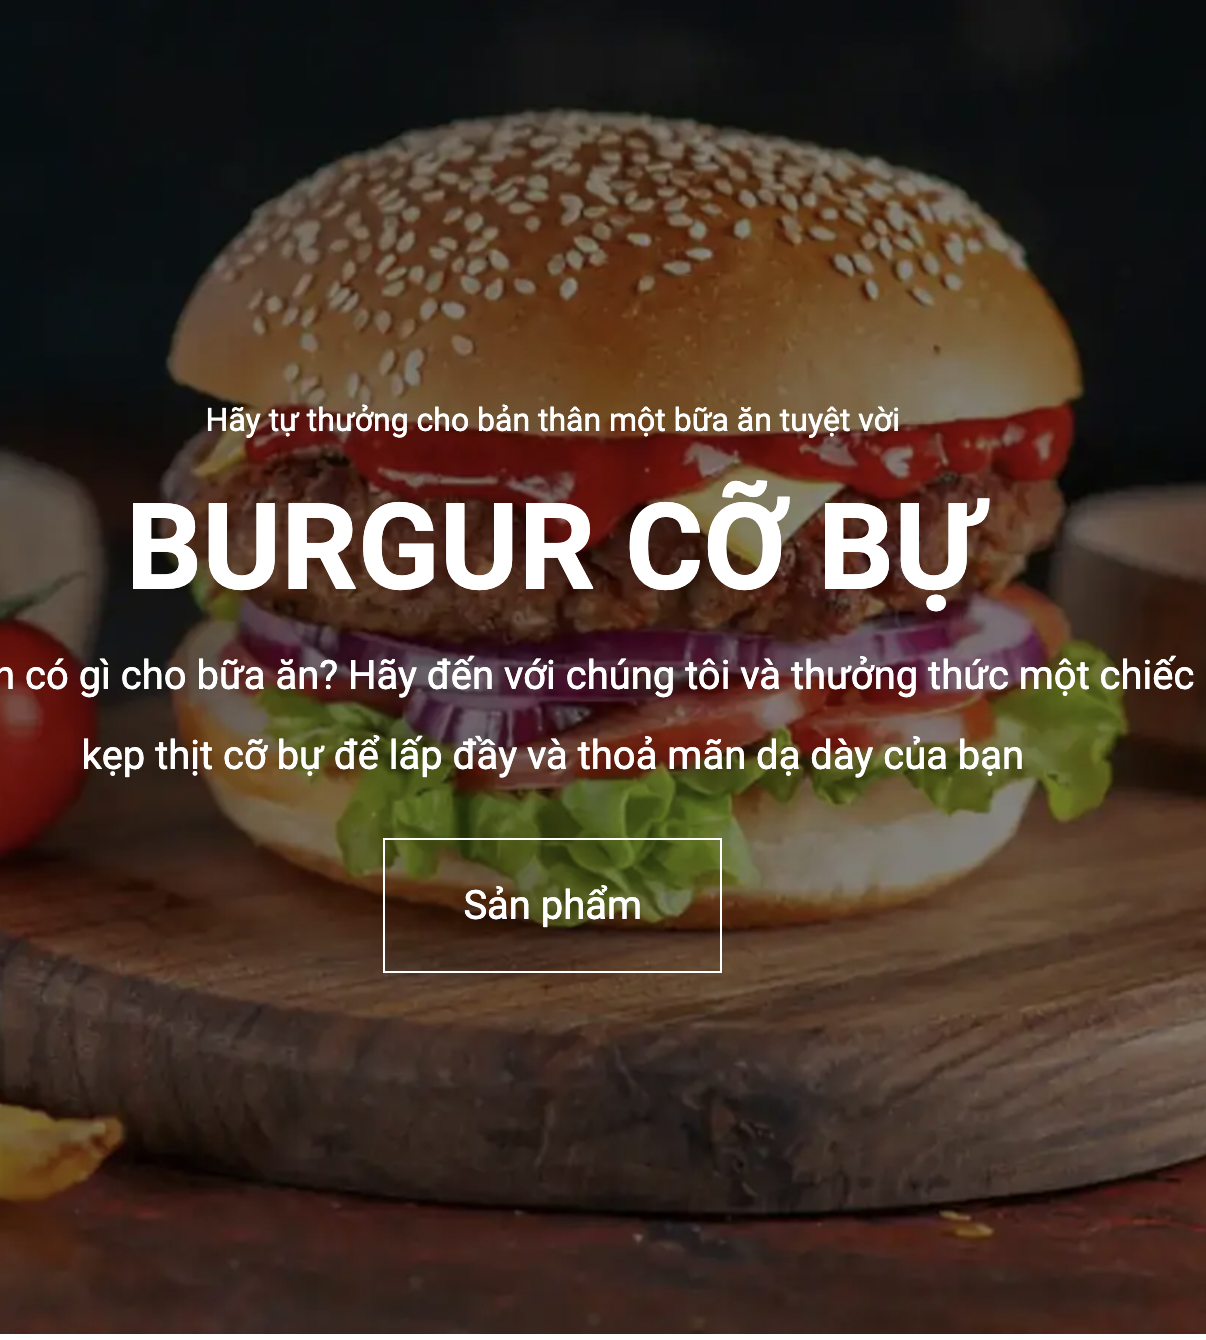 Hãy tự thưởng cho bản thân một bữa ăn tuyệt vời
BURGUR CỠ BỰ
có gì cho bữa ăn? Hãy đến với chúng tôi và thưởng thức một chiếc
kẹp thịt cỡ bự để lấp đầy và thoả mãn dạ dày của bạn
Sản phẩm